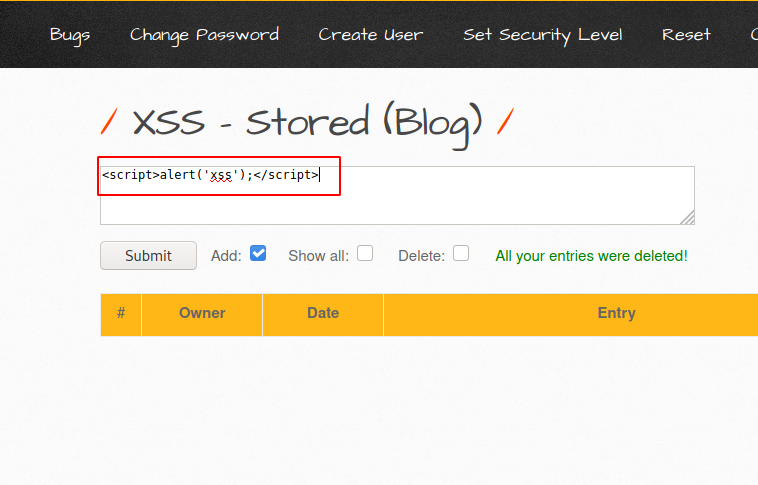 Bugs Change Password Create User Set Security Level Reset
/ XSS - Stored (Blog) /
<script>alert('xss');</script>
Submit Add: Show all: Delete: All your entries were deleted!
# Owner Date Entry